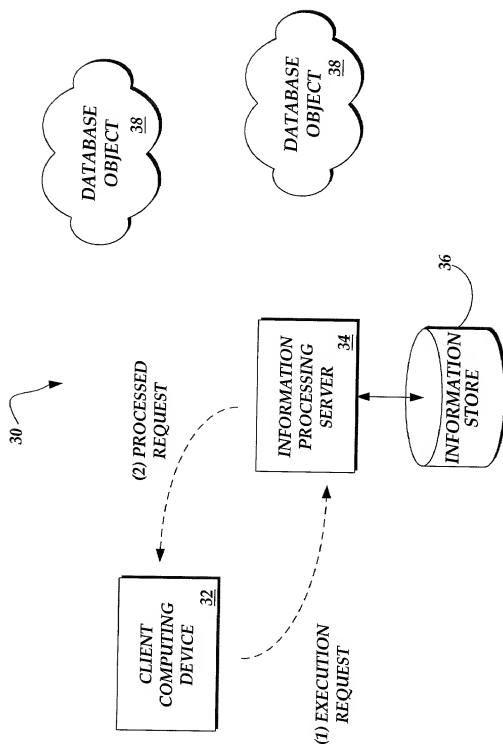 30
(2) PROCESSED
REQUEST
CLIENT
COMPUTING
DEVICE
32
(1) EXECUTION
REQUEST
INFORMATION
PROCESSING
SERVER
34
INFORMATION
STORE
36
DATABASE
OBJECT
38
DATABASE
OBJECT
38